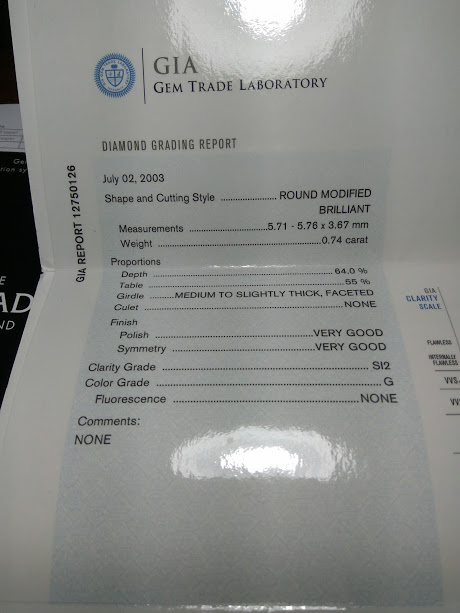 GIA
GEM TRADE LABORATORY
DIAMOND GRADING REPORT
GIA REPORT 12750126
July 02, 2003
Shape and Cutting Style ................ ROUND MODIFIED
BRILLIANT
Measurements ................ 5.71 - 5.76 x 3.67 mm
Weight ................ 0.74 carat
Proportions
Depth ................ 64.0 %
Table ................ 55 %
Girdle ........ MEDIUM TO SLIGHTLY THICK, FACETED
Culet ................ NONE
Finish
Polish ................ VERY GOOD
Symmetry ................ VERY GOOD
Clarity Grade ................ SI2
Color Grade ................ G
Fluorescence ................ NONE
Comments:
NONE
GIA
CLARITY
SCALE
FLAWLESS
INTERNALLY
FLAWLESS
VVS